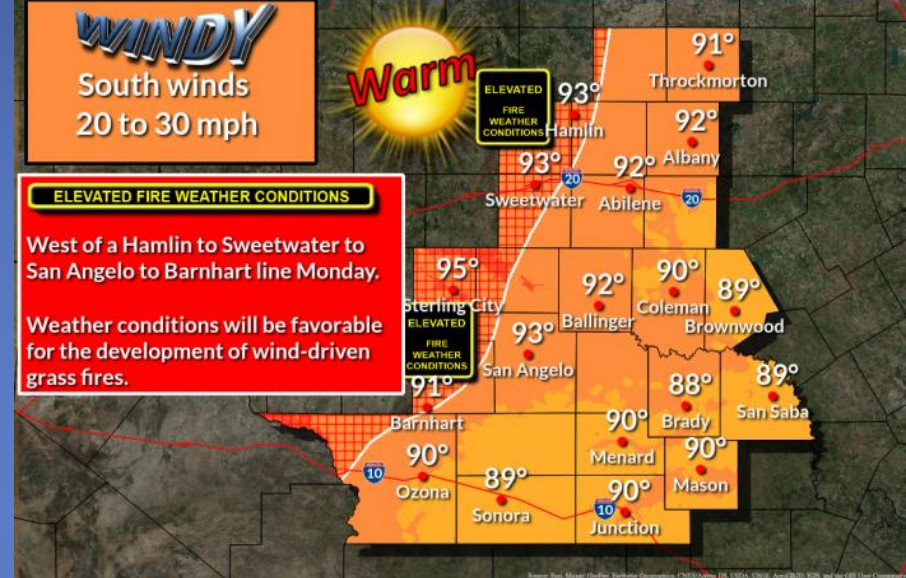 WINDY
South winds
20 to 30 mph
Warm
ELEVATED
FIRE
WEATHER
CONDITIONS
ELEVATED FIRE WEATHER CONDITIONS
West of a Hamlin to Sweetwater to
San Angelo to Barnhart line Monday.
Weather conditions will be favorable
for the development of wind-driven
grass fires.
91°
Throckmorton
93°
Hamlin
92°
Albany
93°
Sweetwater
20
92°
Abilene
20
95°
Sterling City
ELEVATED
FIRE
WEATHER
CONDITIONS
92°
Ballinger
90°
Coleman
89°
Brownwood
93°
San Angelo
91°
Barnhart
88°
Brady
89°
San Saba
90°
Menard
90°
Mason
10
90°
Ozona
89°
Sonora
10
90°
Junction